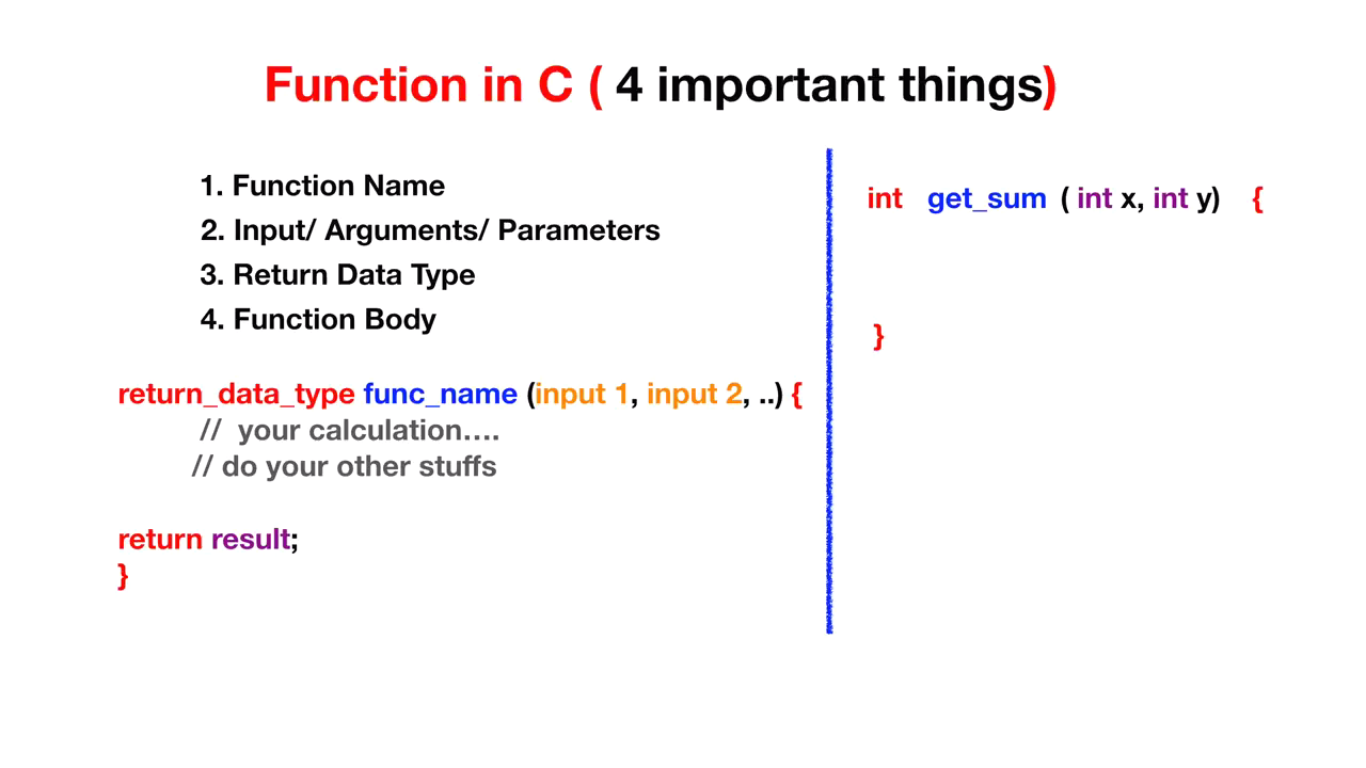 Function in C ( 4 important things)
1. Function Name
2. Input/ Arguments/ Parameters
3. Return Data Type
4. Function Body
return_data_type func_name (input 1, input 2, ..) {
// your calculation....
// do your other stuffs
return result;
}
int get_sum ( int x, int y) {
}